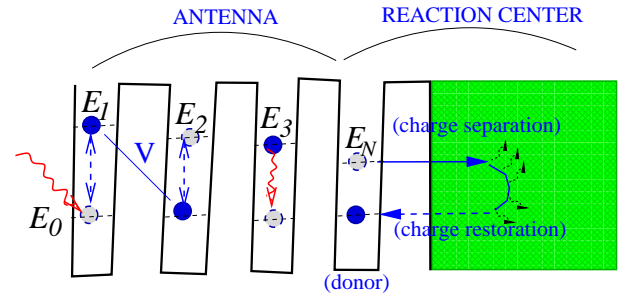 ANTENNA
REACTION CENTER
E1
E2
E3
EN
V
E0
(charge separation)
(charge restoration)
(donor)